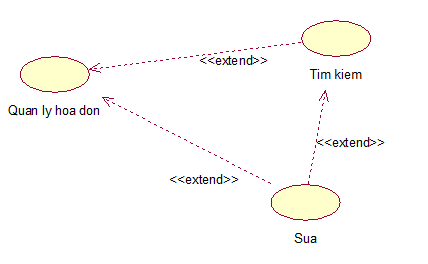 <<extend>>
Tim kiem
Quan ly hoa don
<<extend>>
<<extend>>
Sua